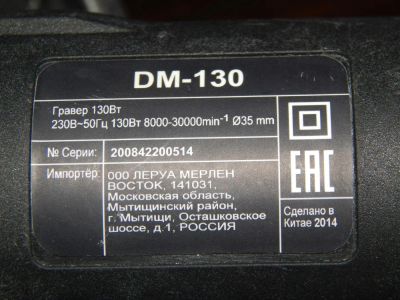 DM-130
Гравер 130Вт
230В~50Гц 130Вт 8000-30000min⁻¹ Ø35 mm
№ Серии: 200842200514
Импортёр: ООО ЛЕРУА МЕРЛЕН
ВОСТОК, 141031,
Московская область,
Мытищинский район,
г. Мытищи, Осташковское
шоссе, д.1, РОССИЯ
EAC
Сделано в
Китае 2014